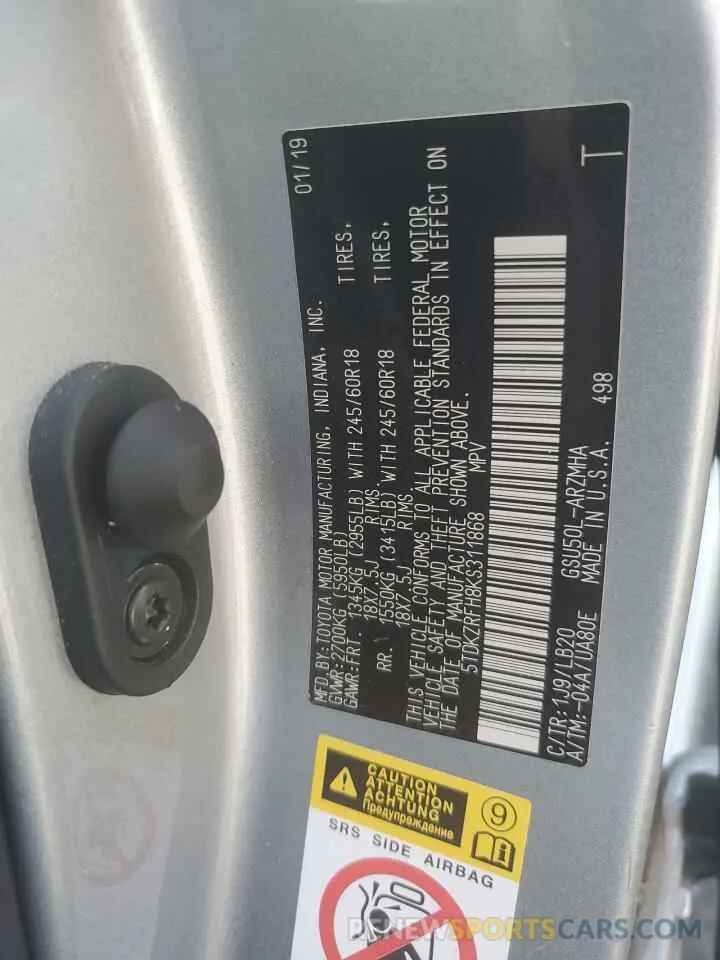 MFD.BY:TOYOTA MOTOR MANUFACTURING, INDIANA, INC. 01/19
GVWR:2700KG (5950LB)
GAWR:FRT. 1345KG (2955LB) WITH 245/60R18 TIRES,
18X7.5J RIMS.
RR. 1550KG (3415LB) WITH 245/60R18 TIRES,
18X7.5J RIMS
THIS VEHICLE CONFORMS TO ALL APPLICABLE FEDERAL MOTOR
VEHICLE SAFETY AND THEFT PREVENTION STANDARDS IN EFFECT ON
THE DATE OF MANUFACTURE SHOWN ABOVE.
5TDKZRFH8KS311868 MPV
C/TR:1J9/LB20 GSU50L-ARZMHA 498 T
A/TM:-04A/UA80E MADE IN U.S.A.
CAUTION
ATTENTION
ACHTUNG
Предупреждение
9
SRS SIDE AIRBAG
RENEWSPORTSCARS.COM